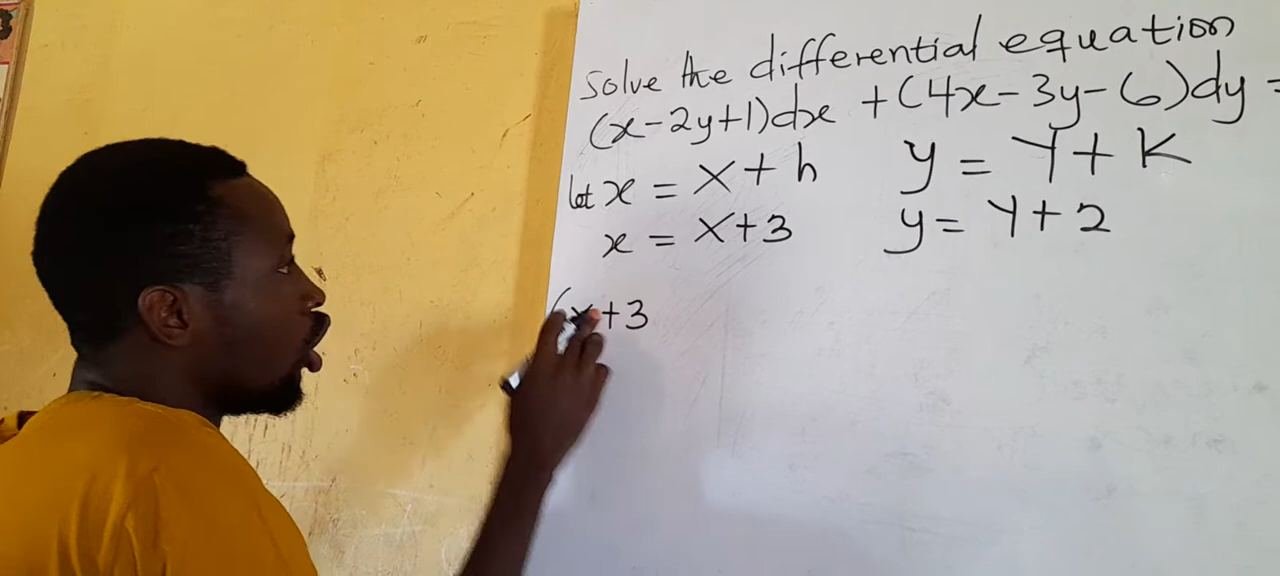 Solve the differential equation
(x-2y+1)dx + (4x-3y-6)dy =
let x = X+h y = Y+K
x = X+3 y = Y+2
(X+3